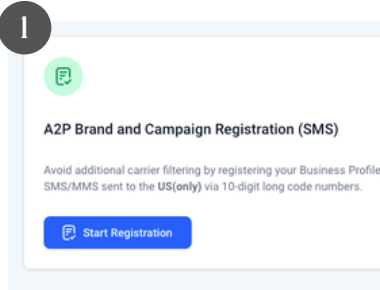 1
A2P Brand and Campaign Registration (SMS)
Avoid additional carrier filtering by registering your Business Profile
SMS/MMS sent to the US(only) via 10-digit long code numbers.
Start Registration